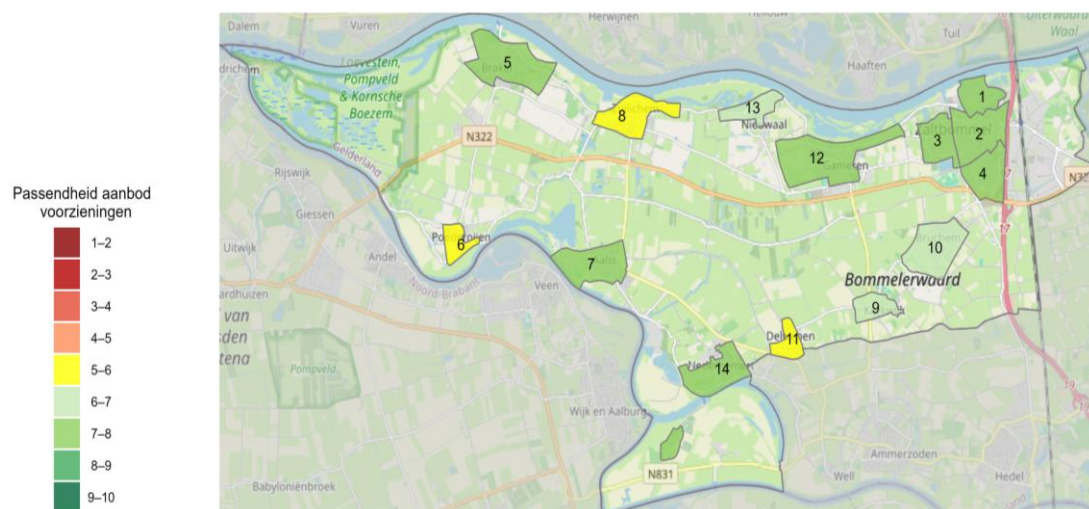 Passendheid aanbod
voorzieningen
1–2
2–3
3–4
4–5
5–6
6–7
7–8
8–9
9–10
Dalem
Vuren
Herwijnen
Tuil
Waal
Haaften
Loevestein,
Pompveld
& Kornsche
Boezem
5
8
13
Nieuwaal
1
2
3
4
12
Gameren
N322
Gelderland
Rijswijk
Giessen
Uitwijk
Andel
6
Noord-Brabant
Veen
7
10
Bommelerwaard
9
17
11
14
Pompveld
Wijk en Aalburg
N831
Babyloniënbroek
Well
Ammerzoden
Hedel
19